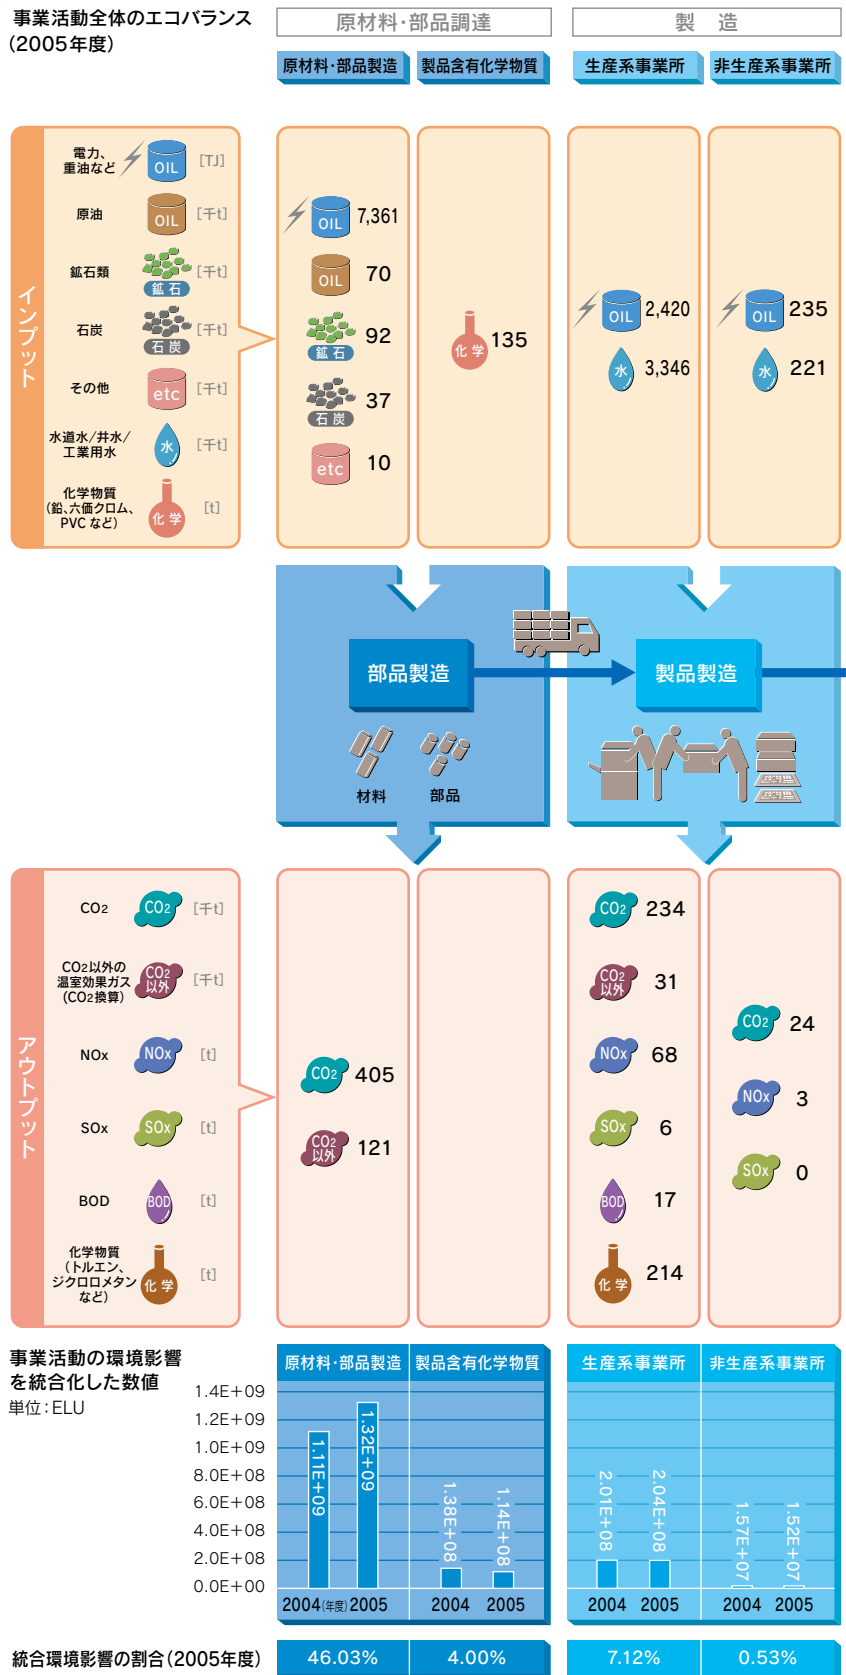 事業活動全体のエコバランス
(2005年度)
原材料・部品調達
製 造
原材料・部品製造
製品含有化学物質
生産系事業所
非生産系事業所
インプット
電力、
重油など
OIL
[TJ]
原油
OIL
[千t]
鉱石類
鉱石
[千t]
石炭
石炭
[千t]
その他
etc
[千t]
水道水/井水/
工業用水
水
[千t]
化学物質
(鉛、六価クロム、
PVC など)
化学
[t]
OIL 7,361
OIL 70
鉱石 92
石炭 37
etc 10
化学 135
OIL 2,420
水 3,346
OIL 235
水 221
部品製造
製品製造
材料
部品
アウトプット
CO2
CO2
[千t]
CO2以外の
温室効果ガス
(CO2換算)
CO2
以外
[千t]
NOx
NOx
[t]
SOx
SOx
[t]
BOD
BOD
[t]
化学物質
(トルエン、
ジクロロメタン
など)
化学
[t]
CO2 405
CO2
以外 121
CO2 234
CO2
以外 31
NOx 68
SOx 6
BOD 17
化学 214
CO2 24
NOx 3
SOx 0
事業活動の環境影響
を統合化した数値
単位:ELU
原材料・部品製造
製品含有化学物質
生産系事業所
非生産系事業所
1.4E+09
1.2E+09
1.0E+09
8.0E+08
6.0E+08
4.0E+08
2.0E+08
0.0E+00
1.11E+09
1.32E+09
1.38E+08
1.14E+08
2.01E+08
2.04E+08
1.57E+07
1.52E+07
2004(年度) 2005
2004 2005
2004 2005
2004 2005
統合環境影響の割合(2005年度)
46.03%
4.00%
7.12%
0.53%